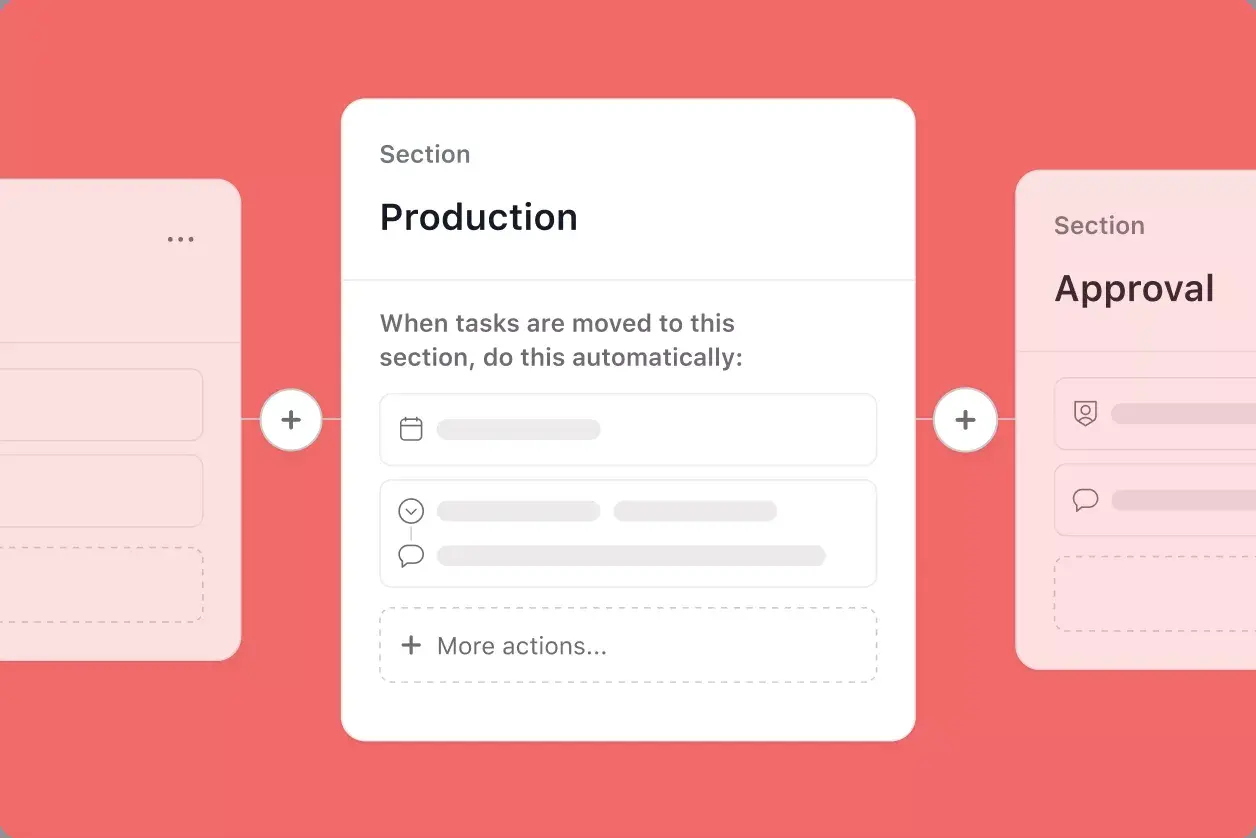 Section
Production
When tasks are moved to this
section, do this automatically:
More actions...
Section
Approval